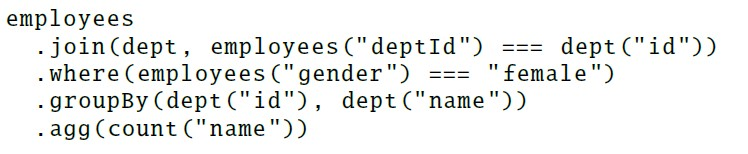 employees
.join(dept, employees("deptId") === dept("id"))
.where(employees("gender") === "female")
.groupBy(dept("id"), dept("name"))
.agg(count("name"))